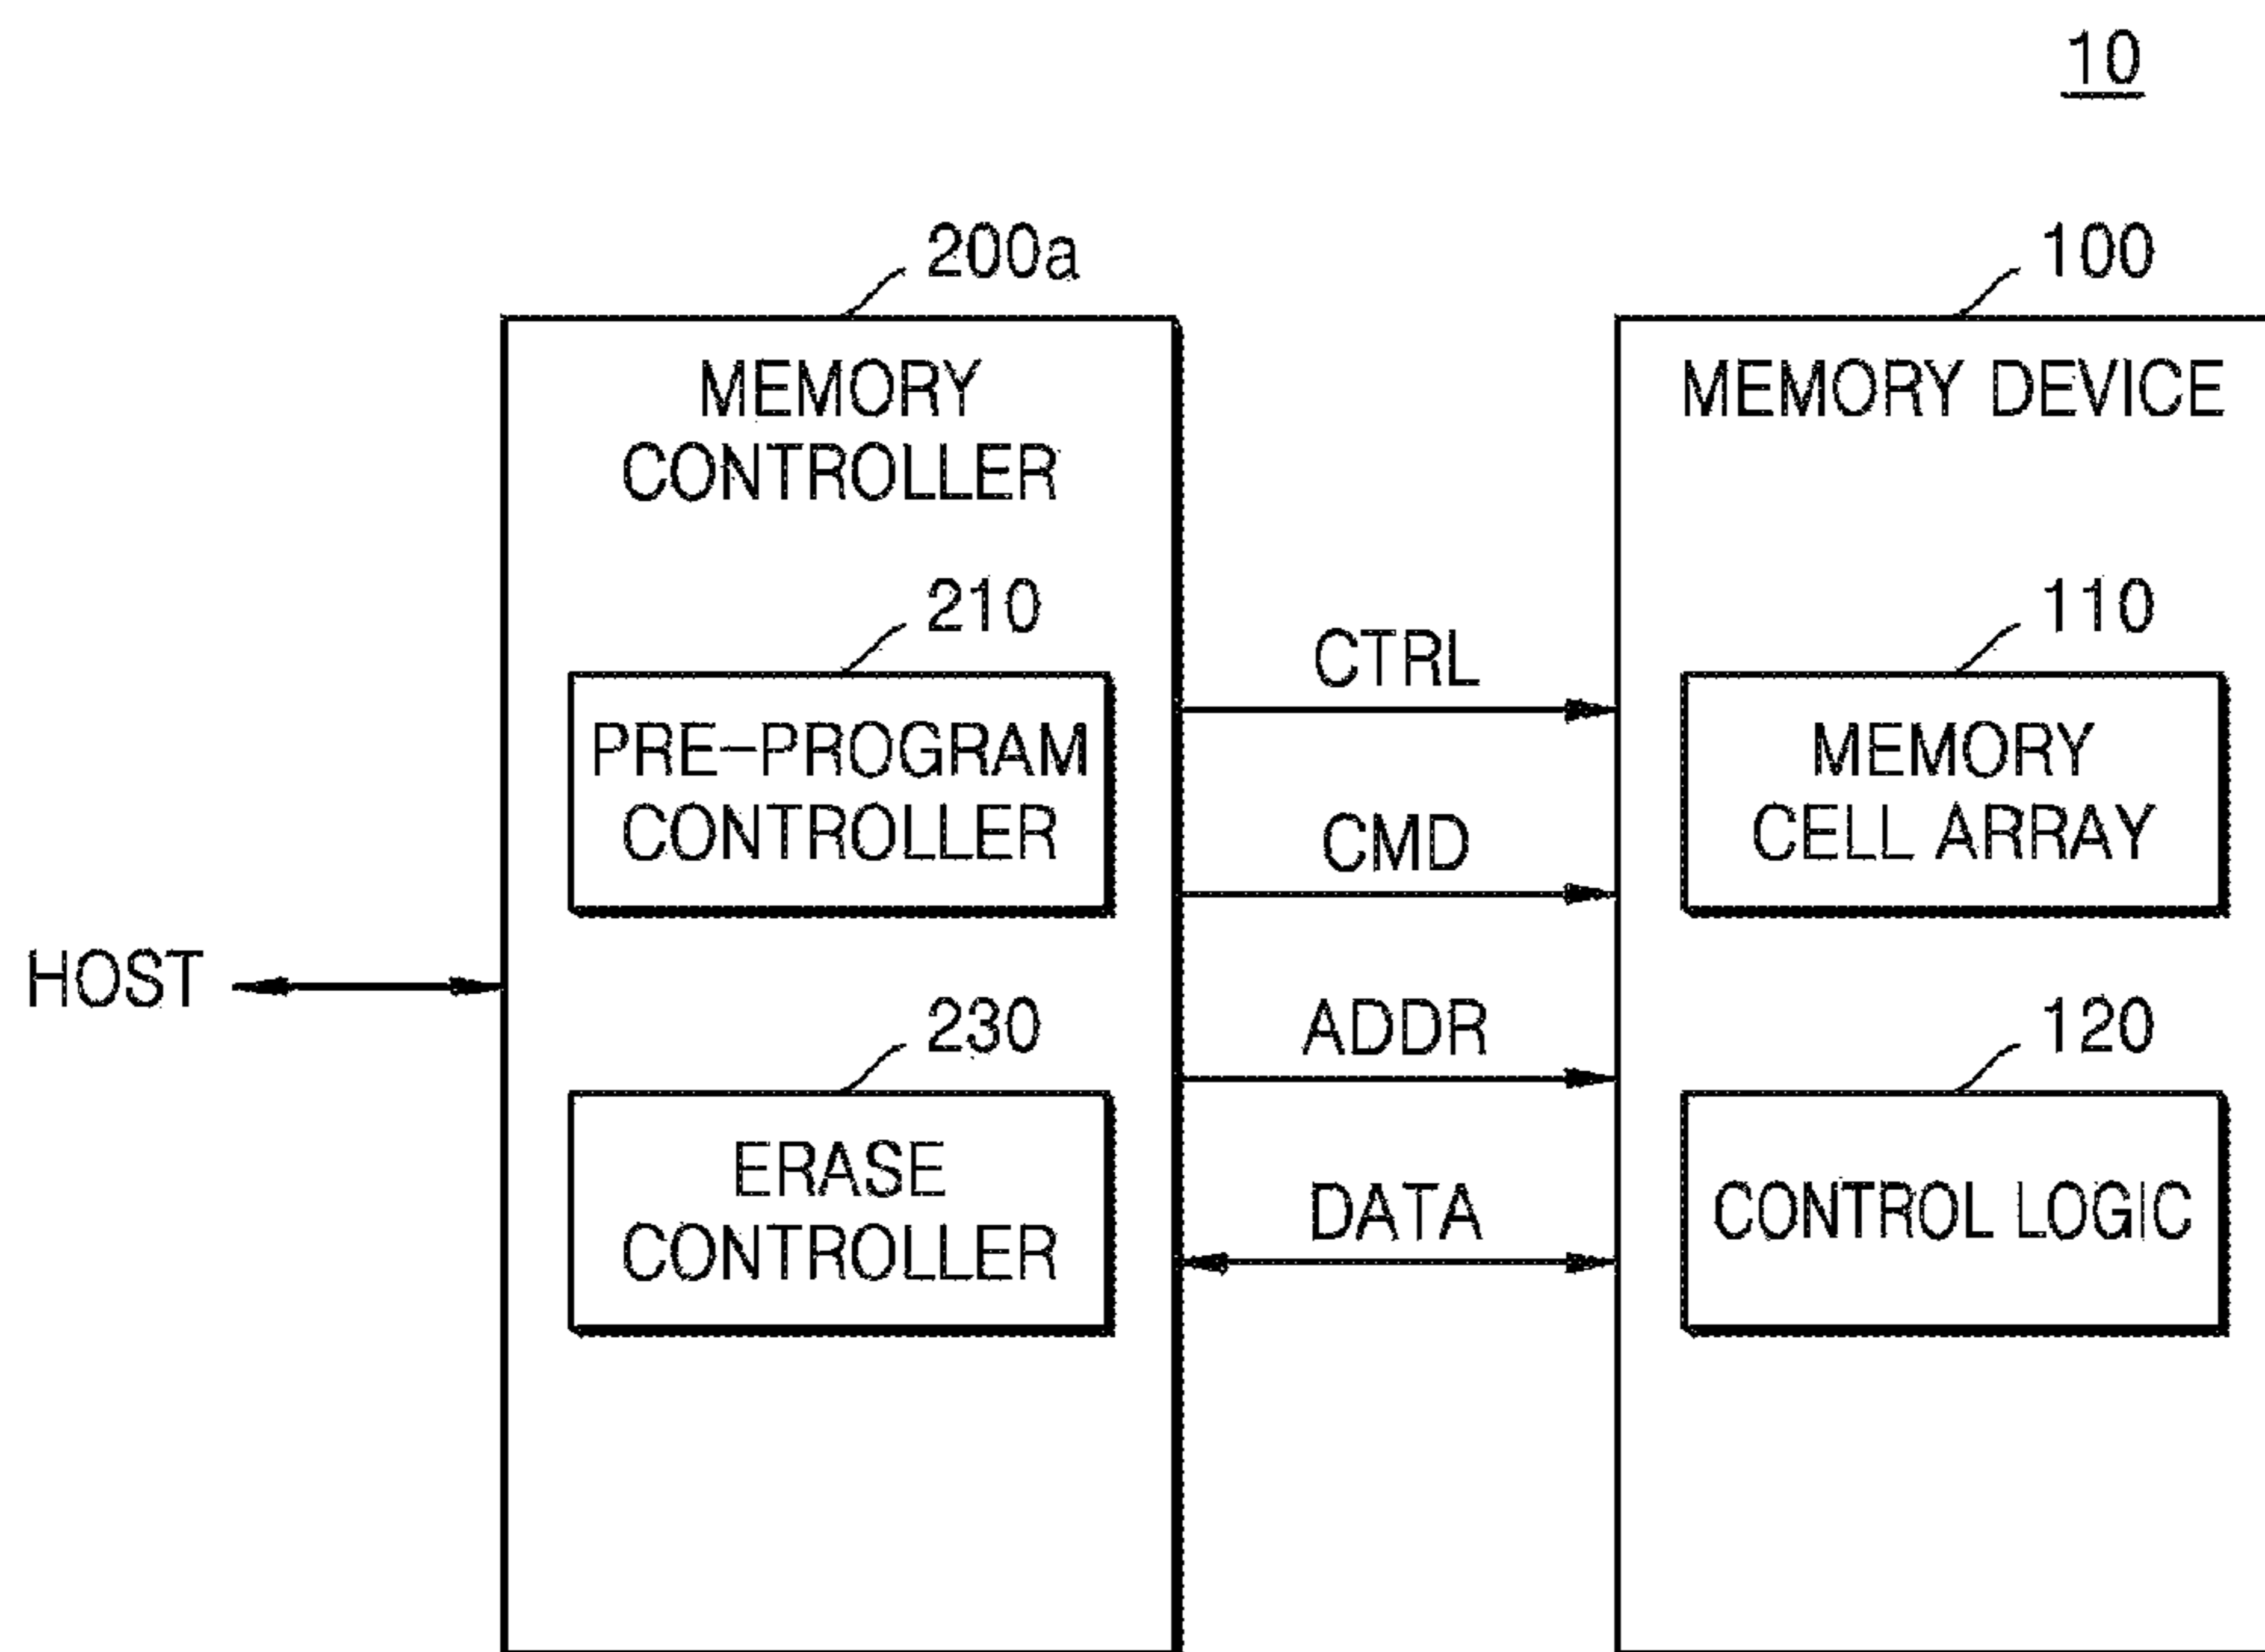 10
200a
100
MEMORY
CONTROLLER
MEMORY DEVICE
210
110
PRE-PROGRAM
CONTROLLER
CTRL
MEMORY
CELL ARRAY
CMD
HOST
230
120
ADDR
ERASE
CONTROLLER
DATA
CONTROL LOGIC